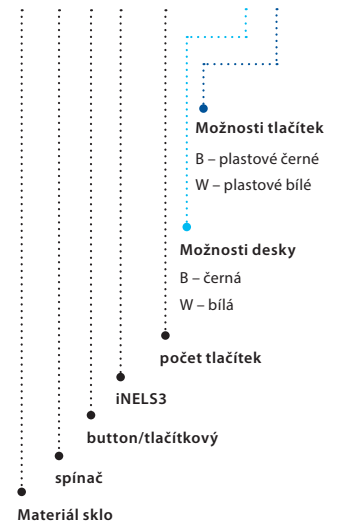 Možnosti tlačítek
B – plastové černé
W – plastové bílé
Možnosti desky
B – černá
W – bílá
počet tlačítek
iNELS3
button/tlačítkový
spínač
Materiál sklo